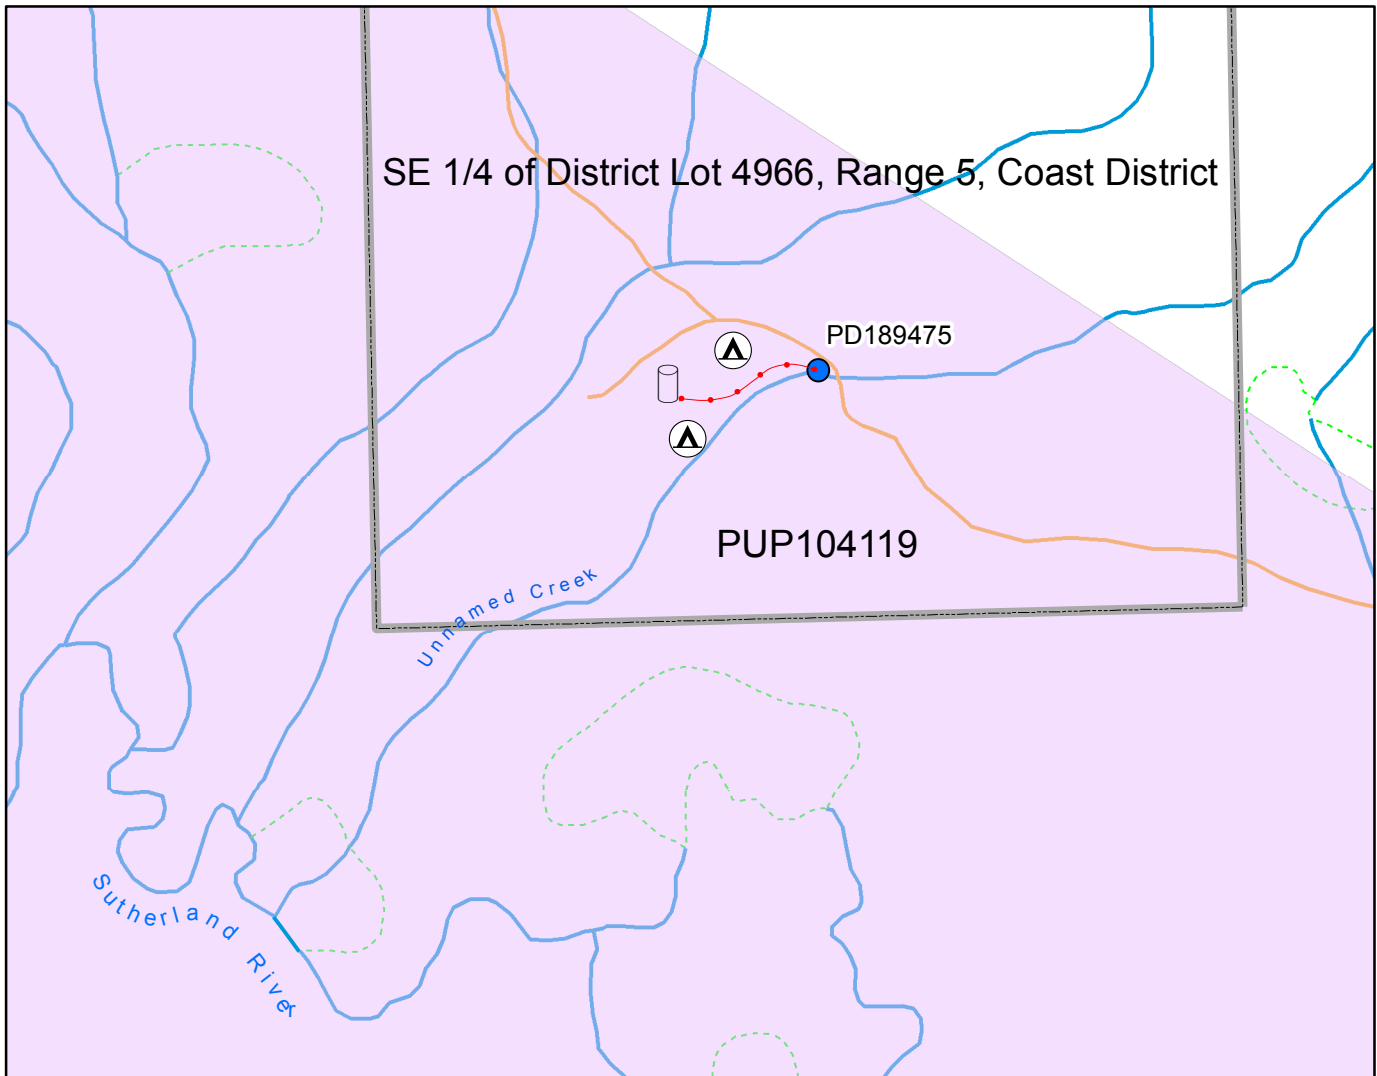 SE 1/4 of District Lot 4966, Range 5, Coast District
PD189475
PUP104119
Unnamed Creek
Sutherland River